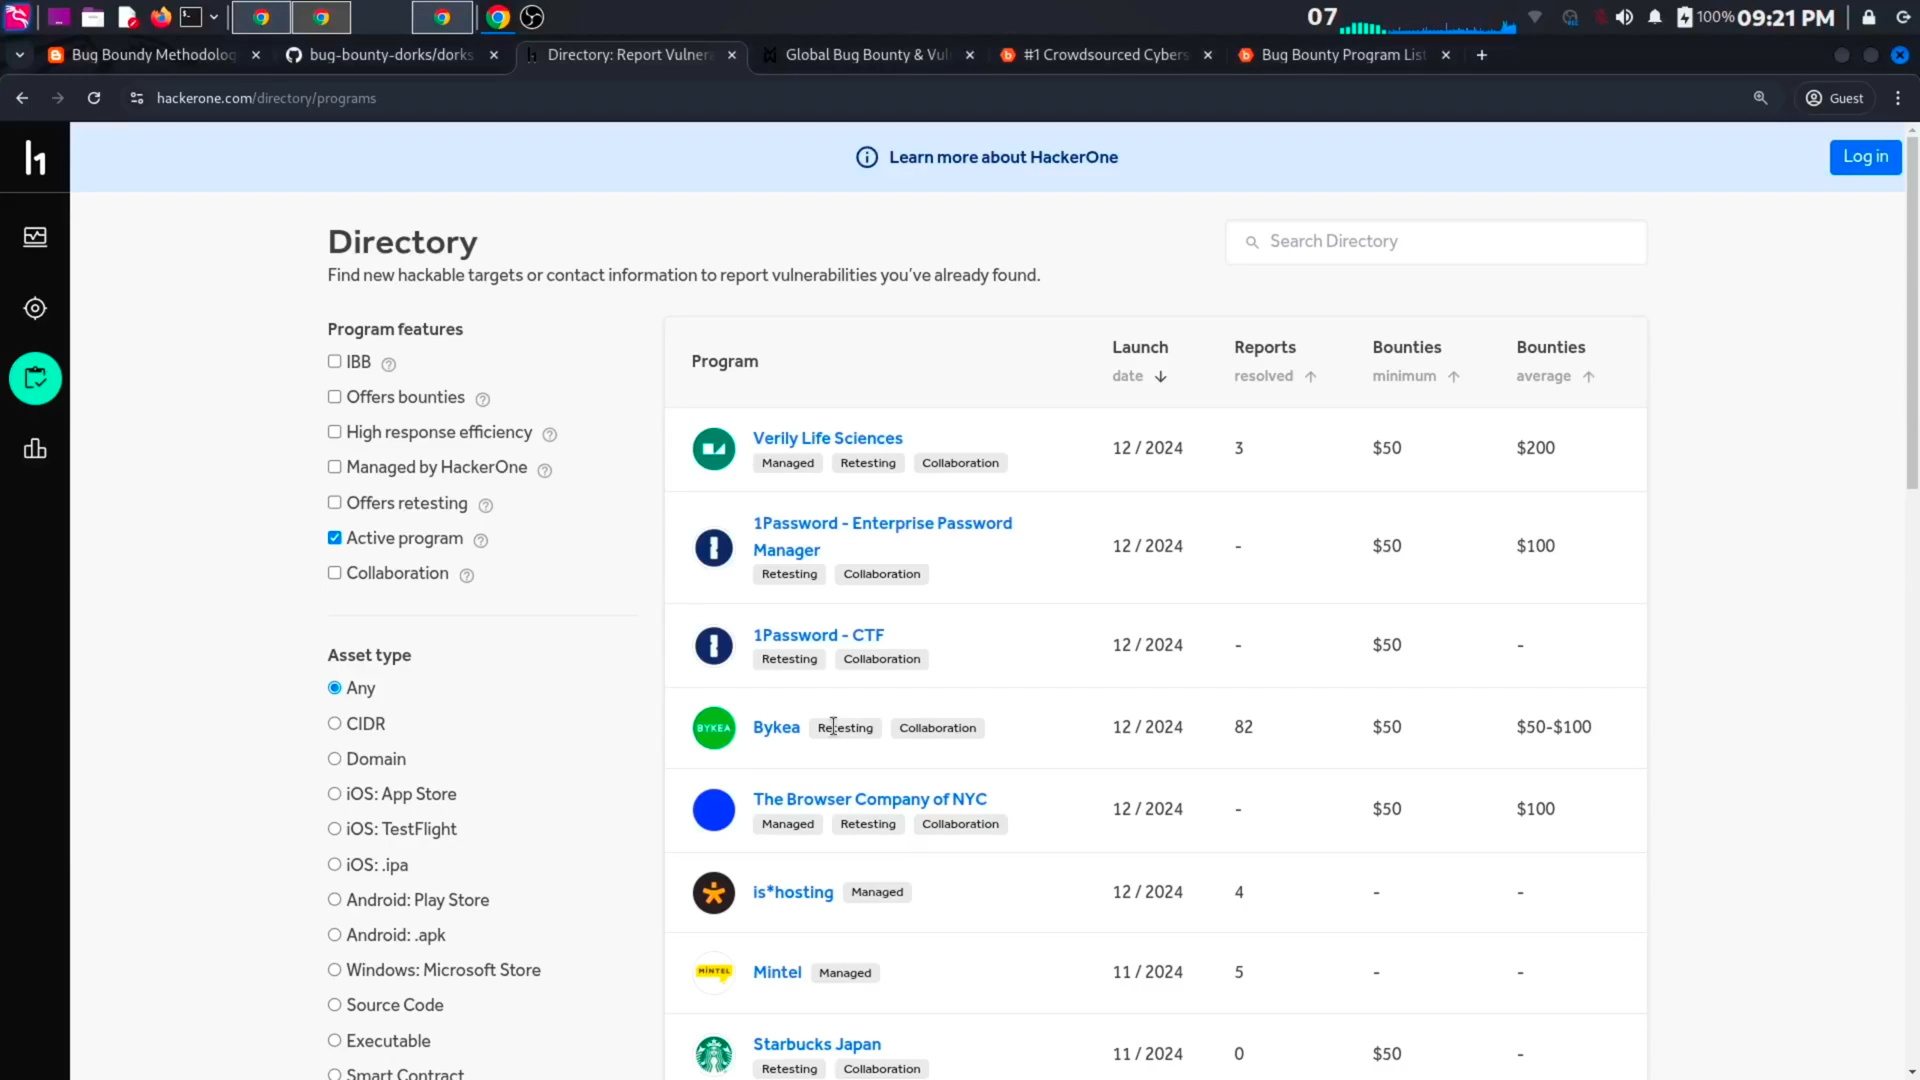 07
100%
09:21 PM
Bug Boundy Methodolog
bug-bounty-dorks/dorks
Directory: Report Vulnera
Global Bug Bounty & Vul
#1 Crowdsourced Cybers
Bug Bounty Program List
hackerone.com/directory/programs
Guest
Learn more about HackerOne
Log in
Directory
Find new hackable targets or contact information to report vulnerabilities you've already found.
Search Directory
Program features
IBB
Offers bounties
High response efficiency
Managed by HackerOne
Offers retesting
Active program
Collaboration
Asset type
Any
CIDR
Domain
iOS: App Store
iOS: TestFlight
iOS: .ipa
Android: Play Store
Android: .apk
Windows: Microsoft Store
Source Code
Executable
Smart Contract
Program
Launch date
Reports resolved
Bounties minimum
Bounties average
Verily Life Sciences
Managed Retesting Collaboration
12 / 2024 3 $50 $200
1Password - Enterprise Password
Manager
Retesting Collaboration
12 / 2024 - $50 $100
1Password - CTF
Retesting Collaboration
12 / 2024 - $50 -
BYKEA
Bykea Retesting Collaboration 12 / 2024 82 $50 $50-$100
The Browser Company of NYC
Managed Retesting Collaboration
12 / 2024 - $50 $100
is*hosting Managed 12 / 2024 4 - -
MINTEL
Mintel Managed 11 / 2024 5 - -
Starbucks Japan
Retesting Collaboration
11 / 2024 0 $50 -